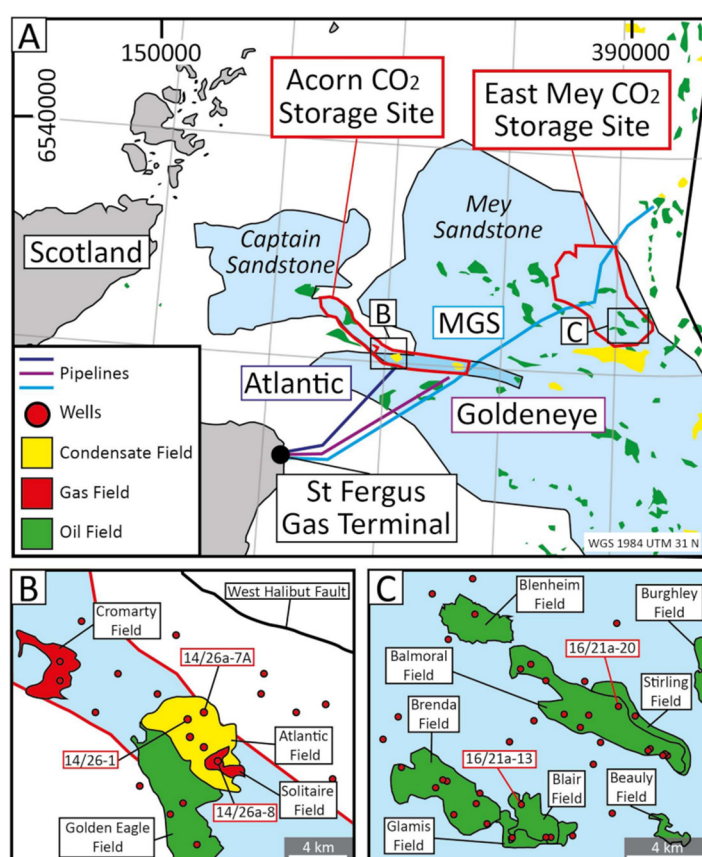 A
150000
390000
6540000
Acorn CO2
Storage Site
East Mey CO2
Storage Site
Scotland
Captain
Sandstone
Mey
Sandstone
B
MGS
C
Atlantic
Goldeneye
St Fergus
Gas Terminal
Pipelines
Wells
Condensate Field
Gas Field
Oil Field
WGS 1984 UTM 31 N
B
West Halibut Fault
Cromarty
Field
14/26a-7A
14/26-1
Atlantic
Field
Solitaire
Field
14/26a-8
Golden Eagle
Field
4 km
C
Blenheim
Field
Burghley
Field
16/21a-20
Balmoral
Field
Stirling
Field
Brenda
Field
16/21a-13
Blair
Field
Beauly
Field
Glamis
Field
4 km